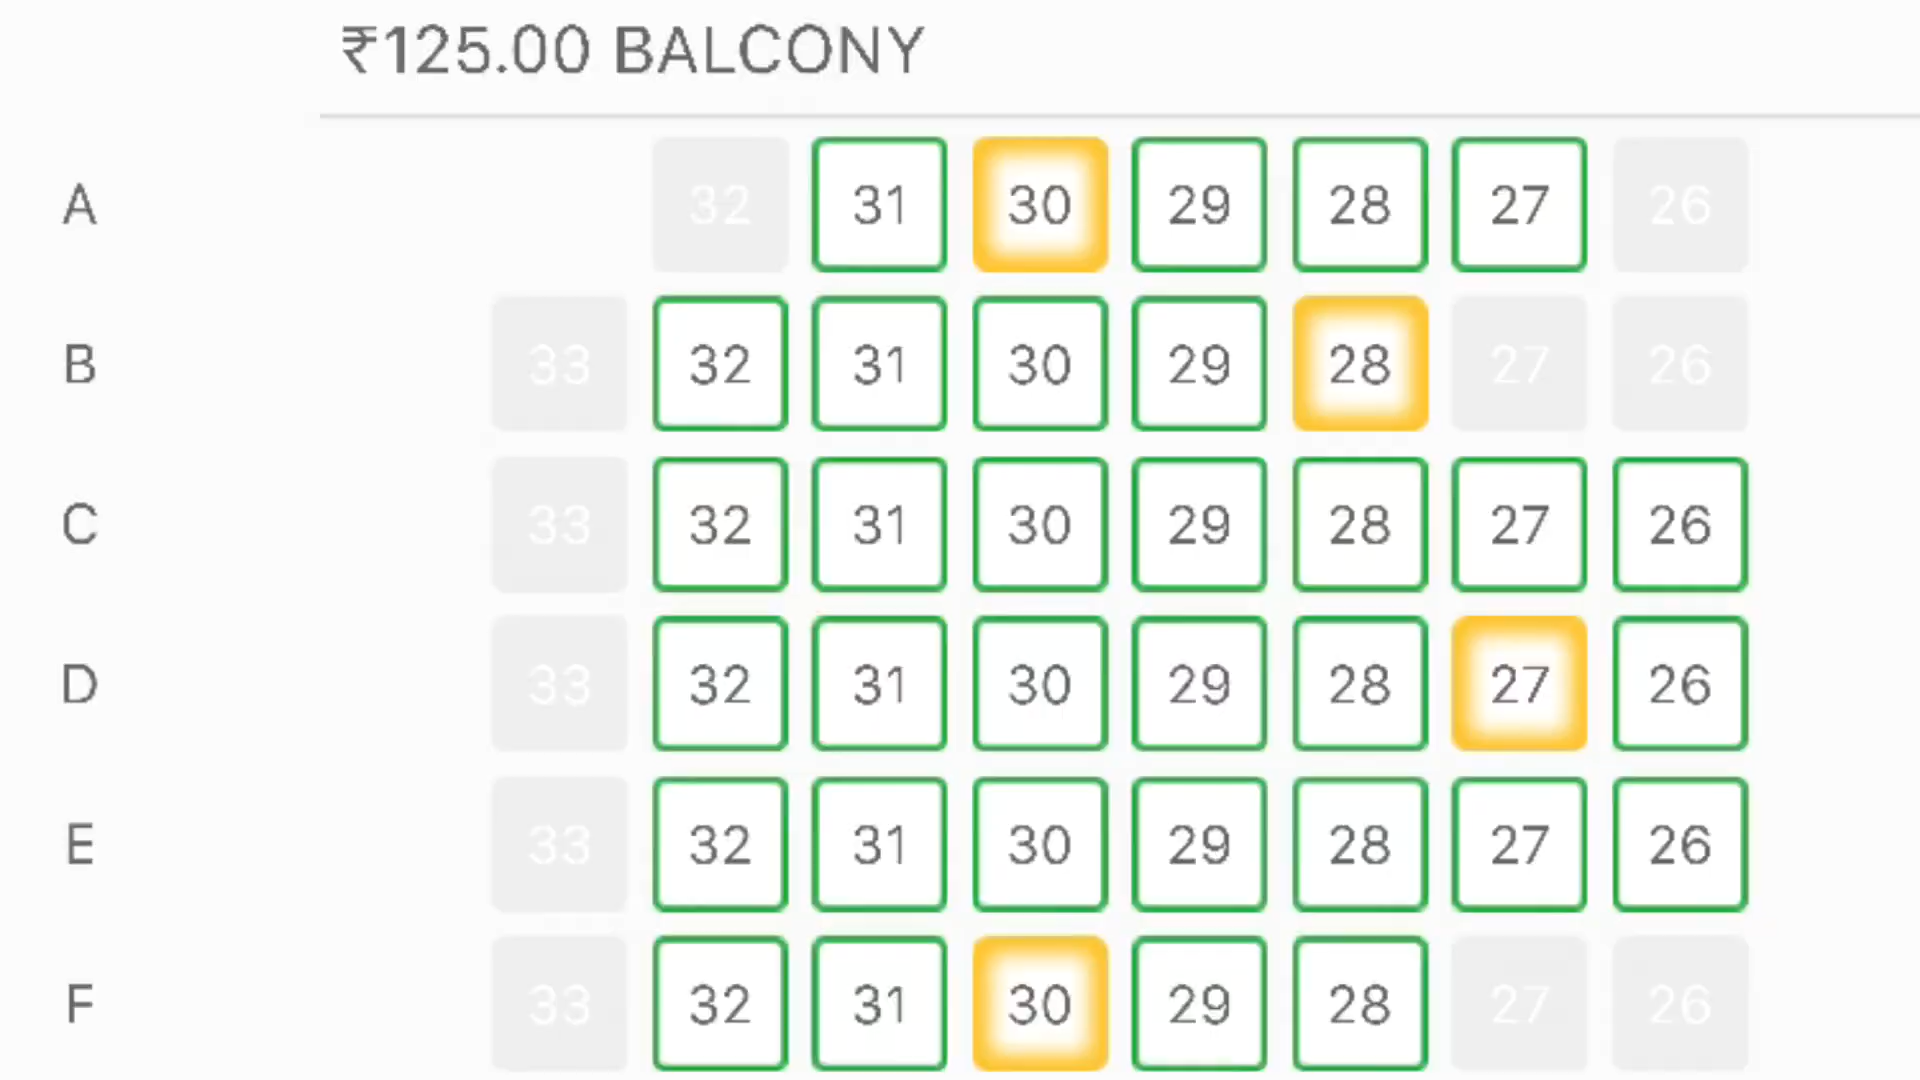 ₹125.00 BALCONY
A 32 31 30 29 28 27 26
B 33 32 31 30 29 28 27 26
C 33 32 31 30 29 28 27 26
D 33 32 31 30 29 28 27 26
E 33 32 31 30 29 28 27 26
F 33 32 31 30 29 28 27 26